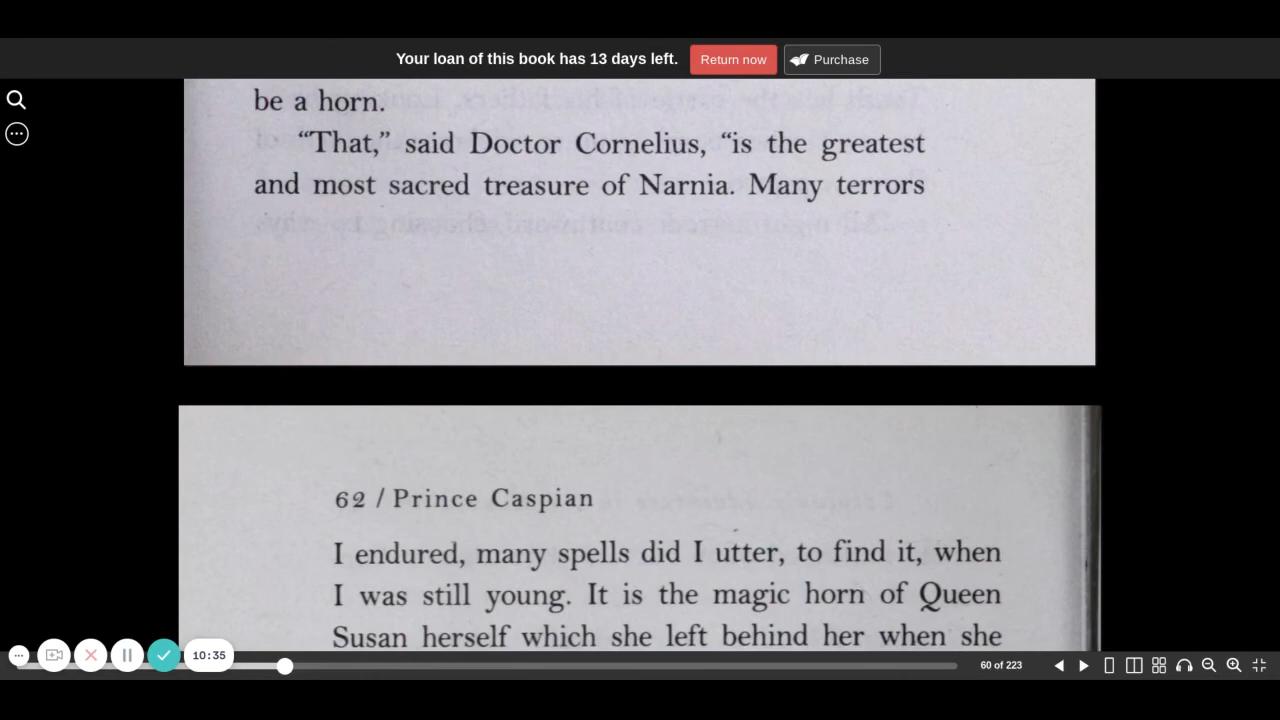 Your loan of this book has 13 days left. Return now Purchase
be a horn.
“That,” said Doctor Cornelius, “is the greatest
and most sacred treasure of Narnia. Many terrors
62 / Prince Caspian
I endured, many spells did I utter, to find it, when
I was still young. It is the magic horn of Queen
Susan herself which she left behind her when she
10:35
60 of 223